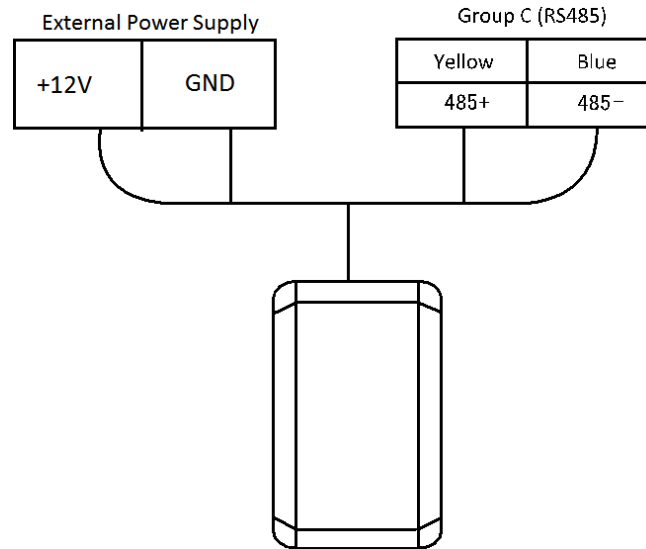 External Power Supply
Group C (RS485)
+12V GND
Yellow Blue
485+ 485−